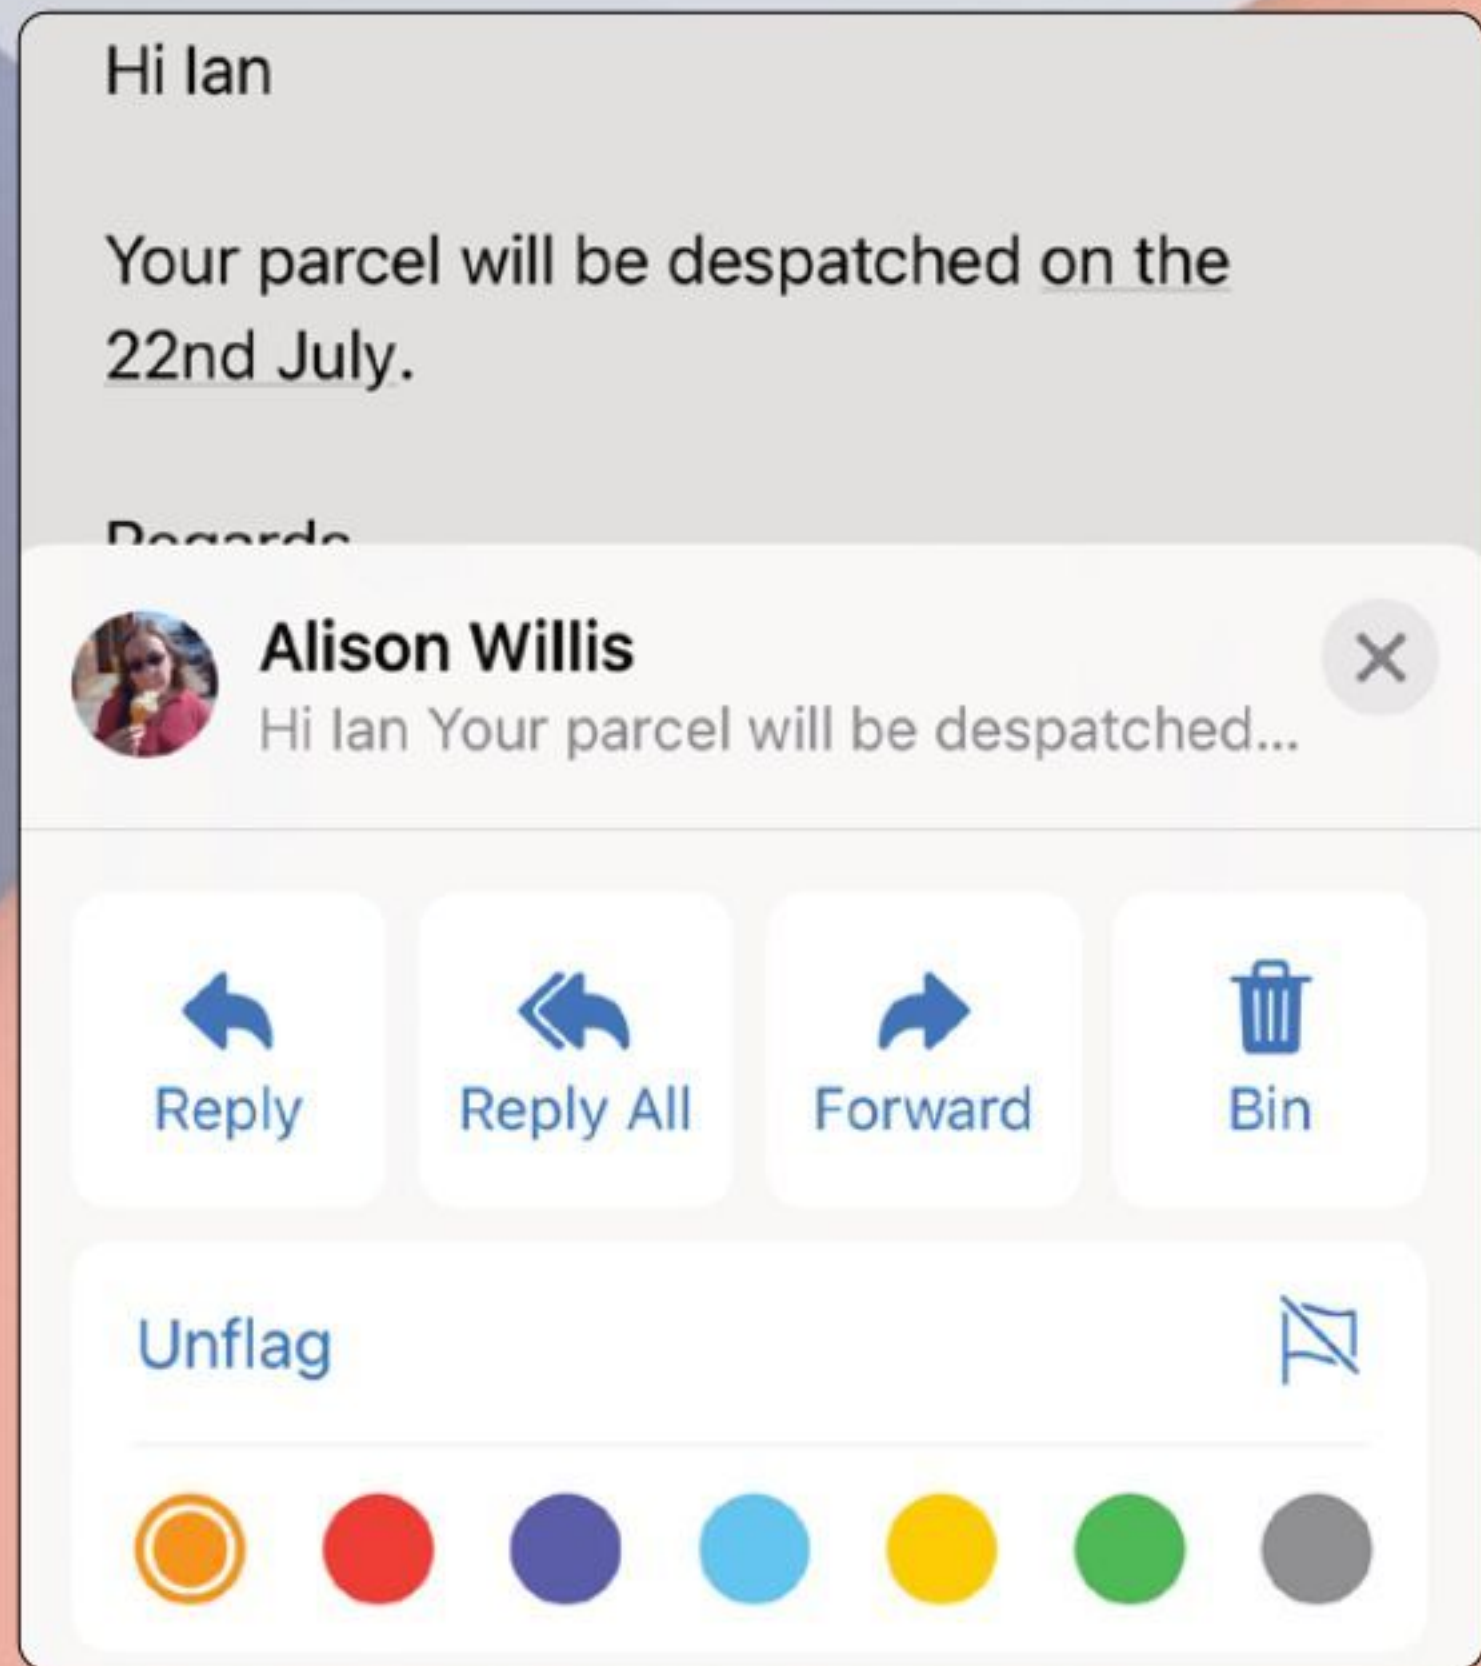 Hi Ian
Your parcel will be despatched on the
22nd July.
Regards
Alison Willis
Hi Ian Your parcel will be despatched...
Reply
Reply All
Forward
Bin
Unflag